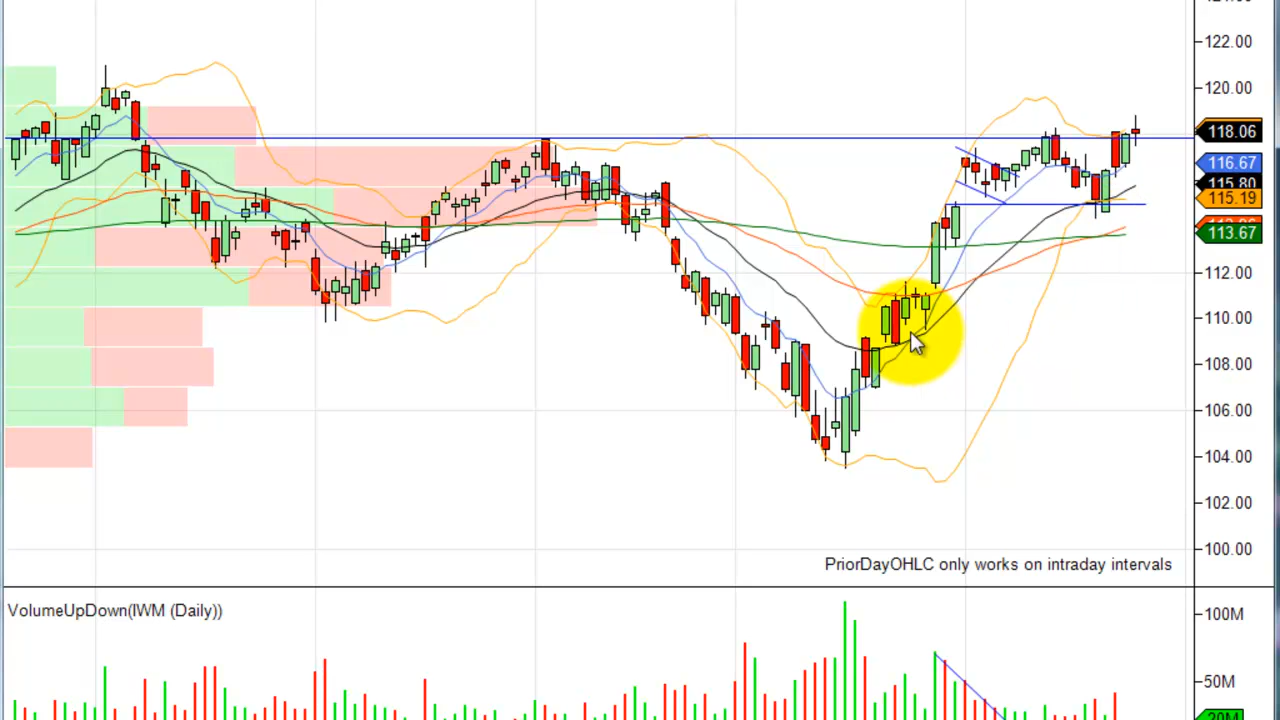 122.00
120.00
118.06
116.67
115.80
115.19
113.67
112.00
110.00
108.00
106.00
104.00
102.00
100.00
PriorDayOHLC only works on intraday intervals
VolumeUpDown(IWM (Daily))
100M
50M
20M